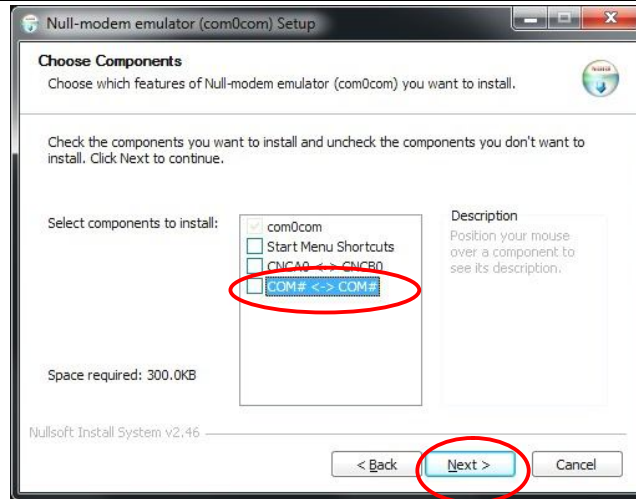 Null-modem emulator (com0com) Setup
Choose Components
Choose which features of Null-modem emulator (com0com) you want to install.
Check the components you want to install and uncheck the components you don't want to
install. Click Next to continue.
Select components to install:
com0com
Start Menu Shortcuts
CNCA0 <-> CNCB0
COM# <-> COM#
Description
Position your mouse
over a component to
see its description.
Space required: 300.0KB
Nullsoft Install System v2.46
< Back
Next >
Cancel